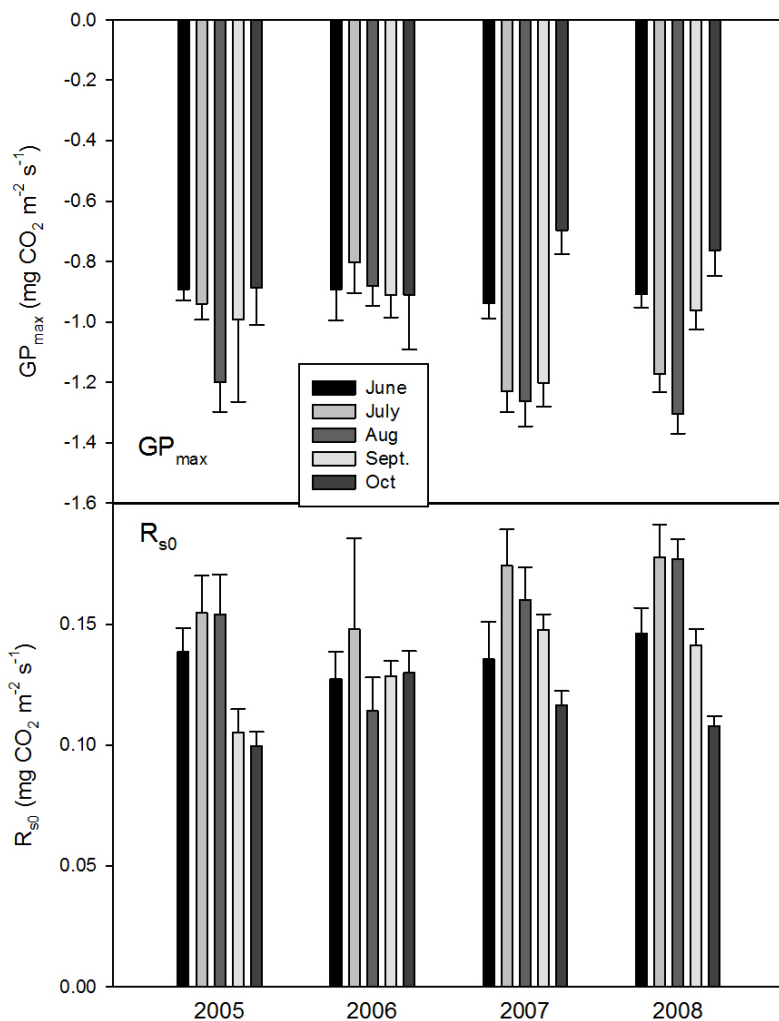 0.0
-0.2
-0.4
-0.6
-0.8
-1.0
-1.2
-1.4
-1.6
GPmax (mg CO2 m-2 s-1)
GPmax
June
July
Aug
Sept.
Oct
Rs0
0.15
0.10
0.05
0.00
Rs0 (mg CO2 m-2 s-1)
2005 2006 2007 2008